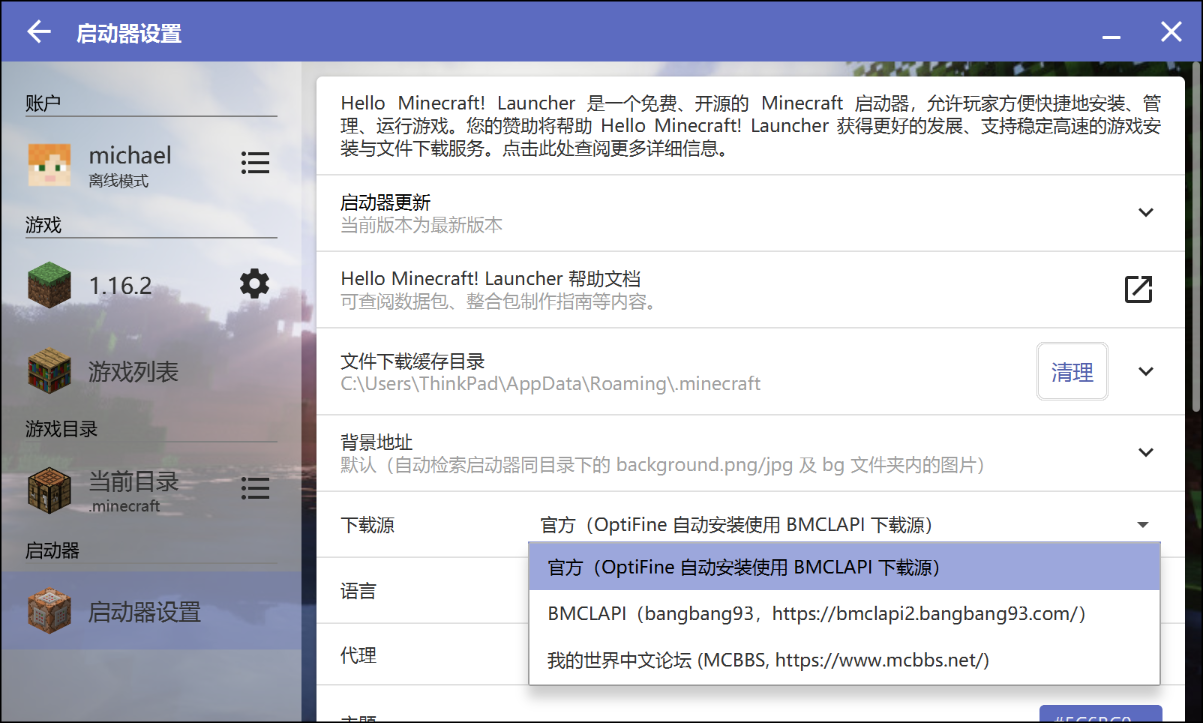 启动器设置
账户
michael
离线模式
游戏
1.16.2
游戏列表
游戏目录
当前目录
.minecraft
启动器
启动器设置
Hello Minecraft! Launcher 是一个免费、开源的 Minecraft 启动器，允许玩家方便快捷地安装、管
理、运行游戏。您的赞助将帮助 Hello Minecraft! Launcher 获得更好的发展、支持稳定高速的游戏安
装与文件下载服务。点击此处查阅更多详细信息。
启动器更新
当前版本为最新版本
Hello Minecraft! Launcher 帮助文档
可查阅数据包、整合包制作指南等内容。
文件下载缓存目录
C:\Users\ThinkPad\AppData\Roaming\.minecraft
清理
背景地址
默认（自动检索启动器同目录下的 background.png/jpg 及 bg 文件夹内的图片）
下载源
官方（OptiFine 自动安装使用 BMCLAPI 下载源）
官方（OptiFine 自动安装使用 BMCLAPI 下载源）
BMCLAPI（bangbang93，https://bmclapi2.bangbang93.com/）
我的世界中文论坛 (MCBBS, https://www.mcbbs.net/)
语言
代理
主题
#5C6BC0